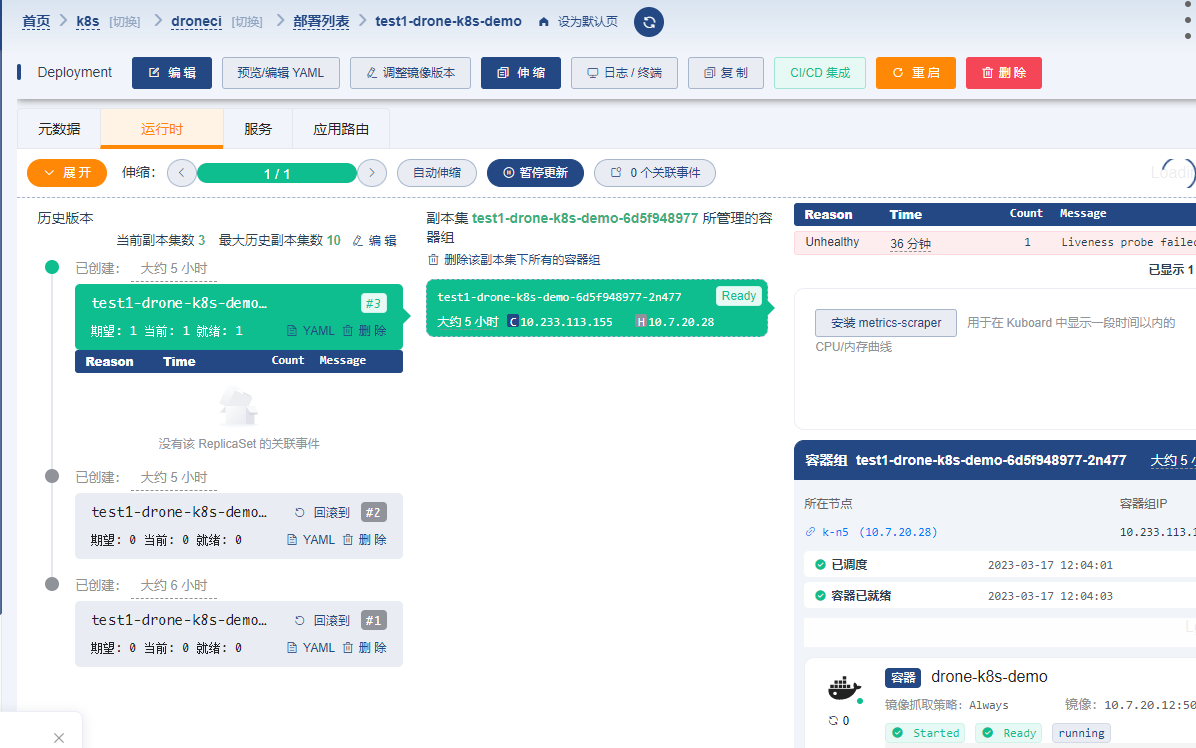 首页 k8s [切换] droneci [切换] 部署列表 test1-drone-k8s-demo 设为默认页
Deployment 编 辑 预览/编辑 YAML 调整镜像版本 伸 缩 日志 / 终端 复 制 CI/CD 集成 重 启 删 除
元数据 运行时 服务 应用路由
展 开 伸缩: 1 / 1 自动伸缩 暂停更新 0 个关联事件 Loadin
历史版本
当前副本集数 3 最大历史副本集数 10 编 辑
已创建: 大约 5 小时
test1-drone-k8s-demo… #3
期望: 1 当前: 1 就绪: 1 YAML 删 除
Reason Time Count Message
没有该 ReplicaSet 的关联事件
已创建: 大约 5 小时
test1-drone-k8s-demo… 回滚到 #2
期望: 0 当前: 0 就绪: 0 YAML 删 除
已创建: 大约 6 小时
test1-drone-k8s-demo… 回滚到 #1
期望: 0 当前: 0 就绪: 0 YAML 删 除
副本集 test1-drone-k8s-demo-6d5f948977 所管理的容
器组
删除该副本集下所有的容器组
test1-drone-k8s-demo-6d5f948977-2n477 Ready
大约 5 小时 C 10.233.113.155 H 10.7.20.28
Reason Time Count Message
Unhealthy 36 分钟 1 Liveness probe failed
已显示 1
安装 metrics-scraper 用于在 Kuboard 中显示一段时间以内的
CPU/内存曲线
容器组 test1-drone-k8s-demo-6d5f948977-2n477 大约 5 小
所在节点 容器组IP
k-n5 (10.7.20.28) 10.233.113.1
已调度 2023-03-17 12:04:01
容器已就绪 2023-03-17 12:04:03
容器 drone-k8s-demo
镜像抓取策略: Always 镜像: 10.7.20.12:50
0 Started Ready running